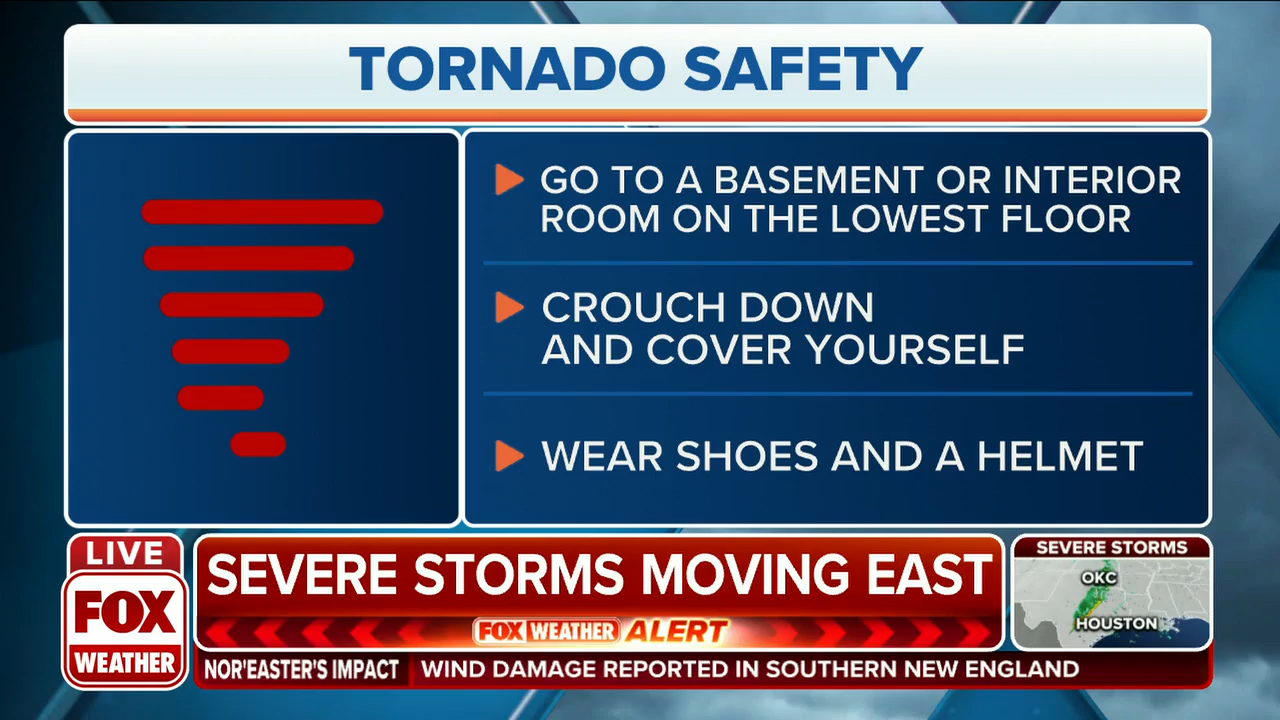 TORNADO SAFETY
GO TO A BASEMENT OR INTERIOR
ROOM ON THE LOWEST FLOOR
CROUCH DOWN
AND COVER YOURSELF
WEAR SHOES AND A HELMET
LIVE
FOX
WEATHER
SEVERE STORMS MOVING EAST
FOX WEATHER ALERT
NOR'EASTER'S IMPACT
WIND DAMAGE REPORTED IN SOUTHERN NEW ENGLAND
SEVERE STORMS
OKC
HOUSTON